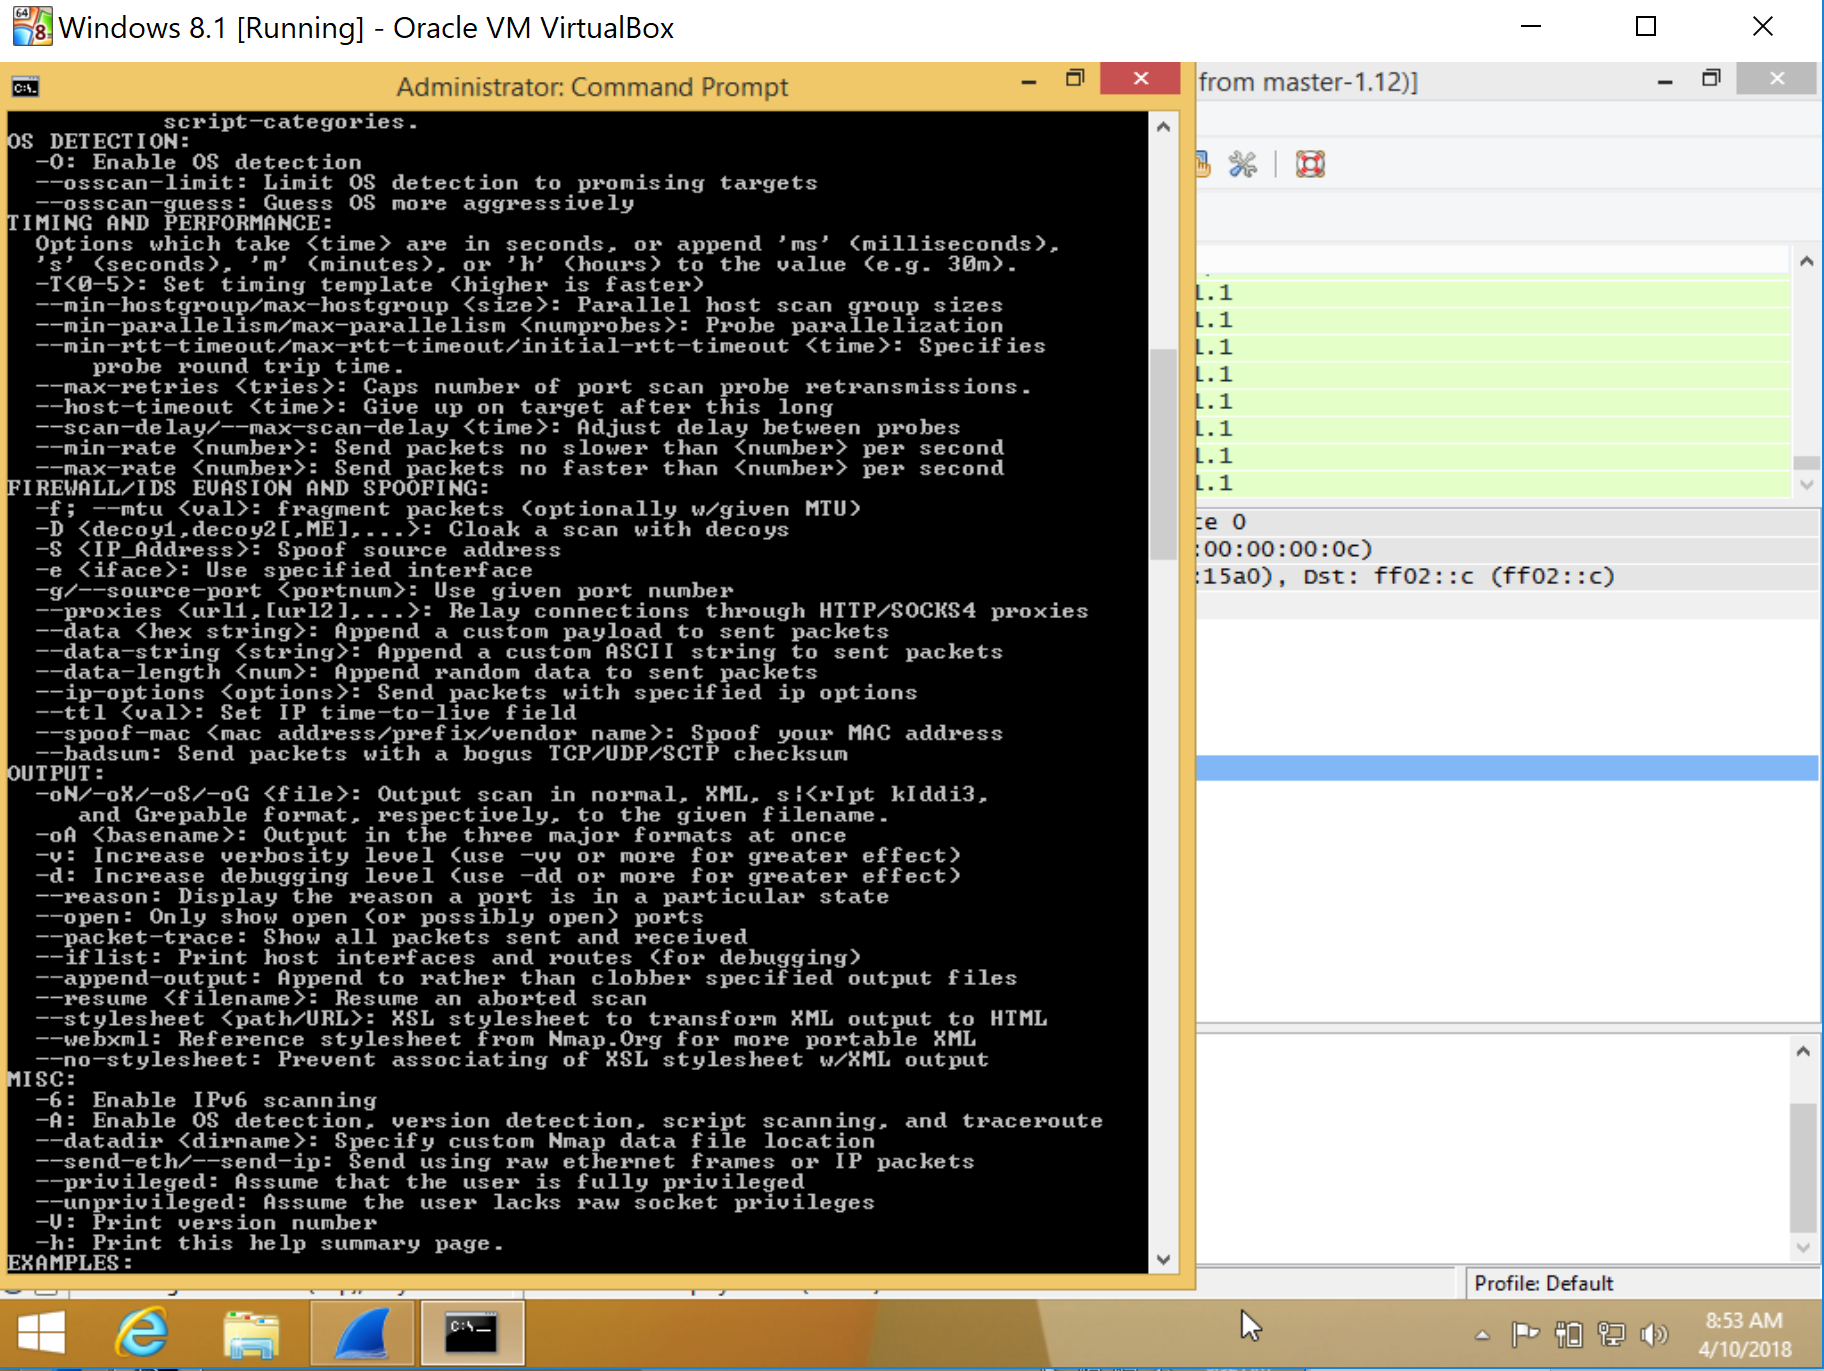 64
8
Windows 8.1 [Running] - Oracle VM VirtualBox
C:\.
Administrator: Command Prompt
from master-1.12)]
script-categories.
OS DETECTION:
-O: Enable OS detection
--osscan-limit: Limit OS detection to promising targets
--osscan-guess: Guess OS more aggressively
TIMING AND PERFORMANCE:
Options which take <time> are in seconds, or append 'ms' (milliseconds),
's' (seconds), 'm' (minutes), or 'h' (hours) to the value (e.g. 30m).
-T<0-5>: Set timing template (higher is faster)
--min-hostgroup/max-hostgroup <size>: Parallel host scan group sizes
--min-parallelism/max-parallelism <numprobes>: Probe parallelization
--min-rtt-timeout/max-rtt-timeout/initial-rtt-timeout <time>: Specifies
probe round trip time.
--max-retries <tries>: Caps number of port scan probe retransmissions.
--host-timeout <time>: Give up on target after this long
--scan-delay/--max-scan-delay <time>: Adjust delay between probes
--min-rate <number>: Send packets no slower than <number> per second
--max-rate <number>: Send packets no faster than <number> per second
FIREWALL/IDS EVASION AND SPOOFING:
-f; --mtu <val>: fragment packets (optionally w/given MTU)
-D <decoy1,decoy2[,ME],...>: Cloak a scan with decoys
-S <IP_Address>: Spoof source address
-e <iface>: Use specified interface
-g/--source-port <portnum>: Use given port number
--proxies <url1,[url2],...>: Relay connections through HTTP/SOCKS4 proxies
--data <hex string>: Append a custom payload to sent packets
--data-string <string>: Append a custom ASCII string to sent packets
--data-length <num>: Append random data to sent packets
--ip-options <options>: Send packets with specified ip options
--ttl <val>: Set IP time-to-live field
--spoof-mac <mac address/prefix/vendor name>: Spoof your MAC address
--badsum: Send packets with a bogus TCP/UDP/SCTP checksum
OUTPUT:
-oN/-oX/-oS/-oG <file>: Output scan in normal, XML, s|<rIpt kIddi3,
and Grepable format, respectively, to the given filename.
-oA <basename>: Output in the three major formats at once
-v: Increase verbosity level (use -vv or more for greater effect)
-d: Increase debugging level (use -dd or more for greater effect)
--reason: Display the reason a port is in a particular state
--open: Only show open (or possibly open) ports
--packet-trace: Show all packets sent and received
--iflist: Print host interfaces and routes (for debugging)
--append-output: Append to rather than clobber specified output files
--resume <filename>: Resume an aborted scan
--stylesheet <path/URL>: XSL stylesheet to transform XML output to HTML
--webxml: Reference stylesheet from Nmap.Org for more portable XML
--no-stylesheet: Prevent associating of XSL stylesheet w/XML output
MISC:
-6: Enable IPv6 scanning
-A: Enable OS detection, version detection, script scanning, and traceroute
--datadir <dirname>: Specify custom Nmap data file location
--send-eth/--send-ip: Send using raw ethernet frames or IP packets
--privileged: Assume that the user is fully privileged
--unprivileged: Assume the user lacks raw socket privileges
-V: Print version number
-h: Print this help summary page.
EXAMPLES:
1.1
1.1
1.1
1.1
1.1
1.1
1.1
1.1
ce 0
:00:00:00:0c)
:15a0), Dst: ff02::c (ff02::c)
Profile: Default
C:\.
8:53 AM
4/10/2018